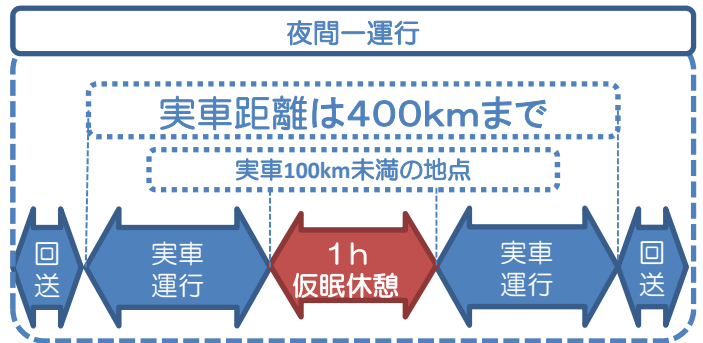 夜間一運行
実車距離は400kmまで
実車100km未満の地点
回
送
実車
運行
1h
仮眠休憩
実車
運行
回
送